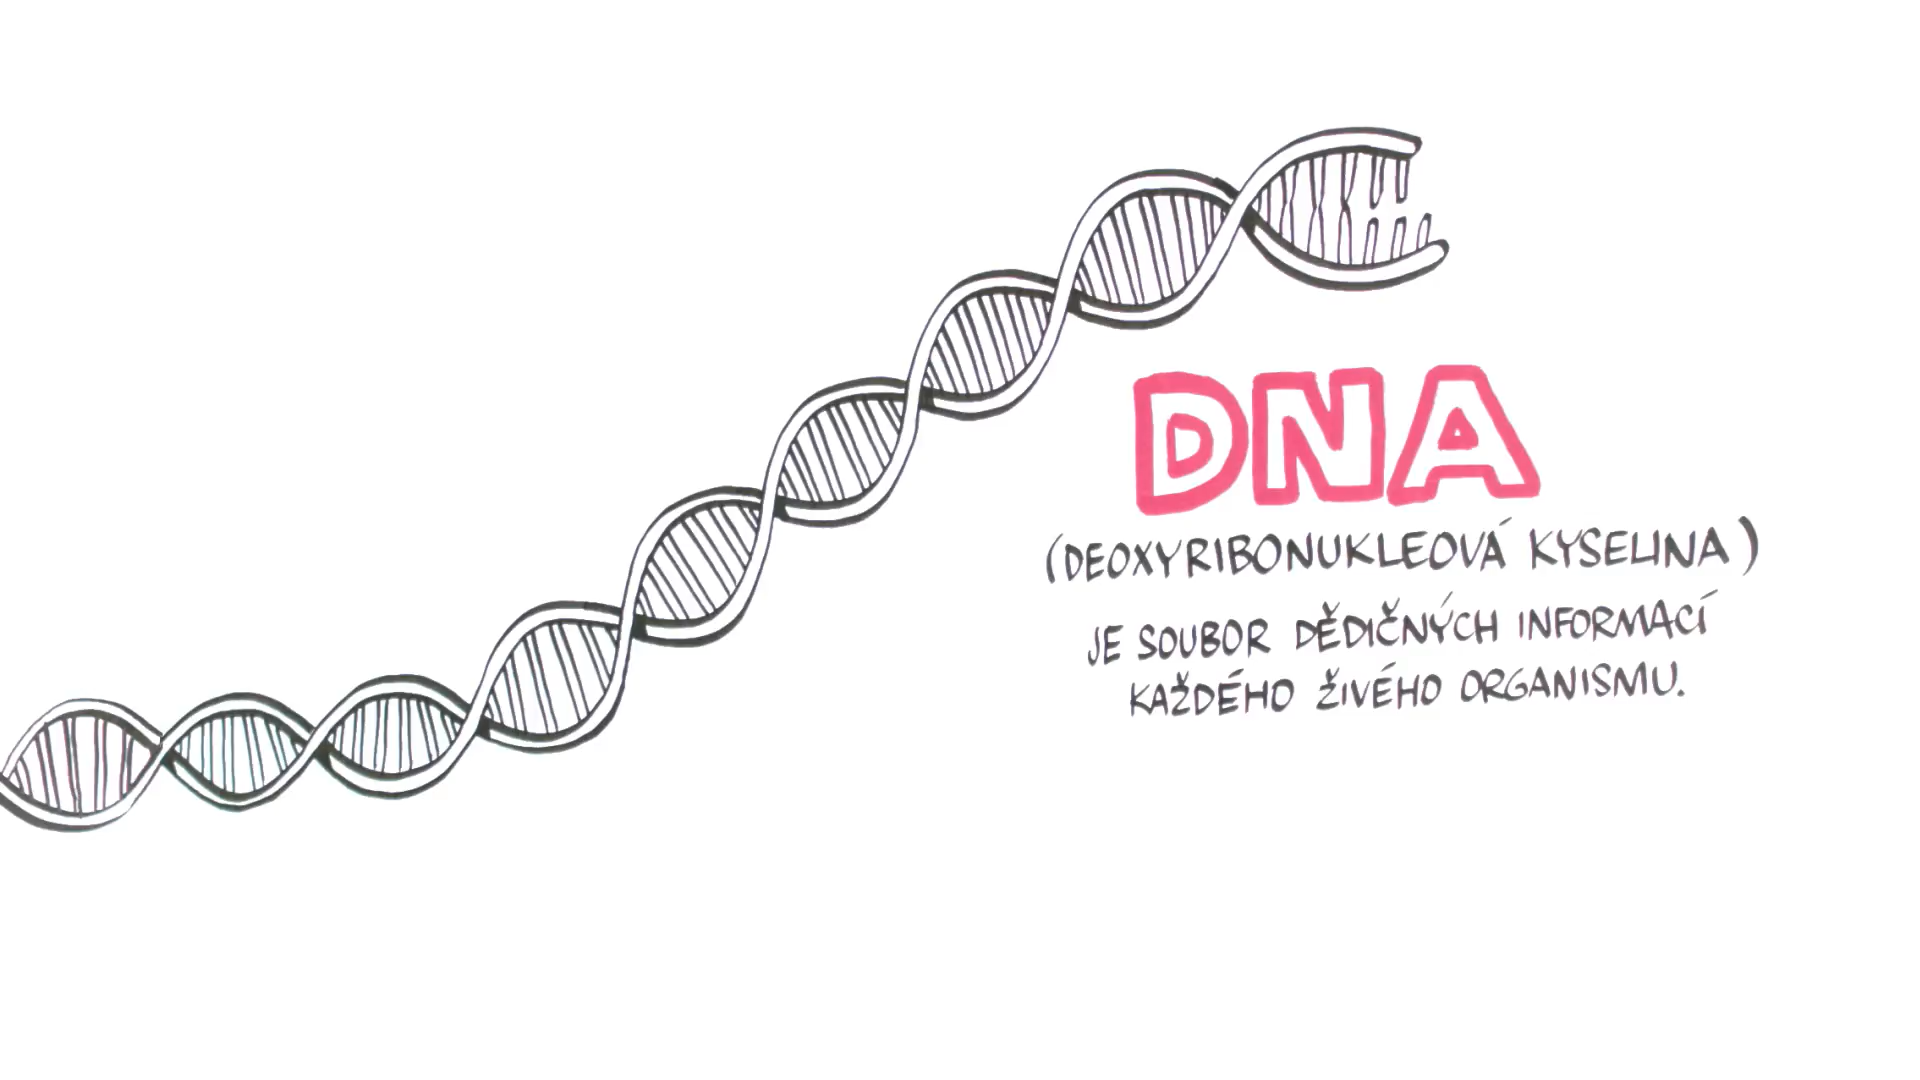 DNA
(DEOXYRIBONUKLEOVÁ KYSELINA)
JE SOUBOR DĚDIČNÝCH INFORMACÍ
KAŽDÉHO ŽIVÉHO ORGANISMU.